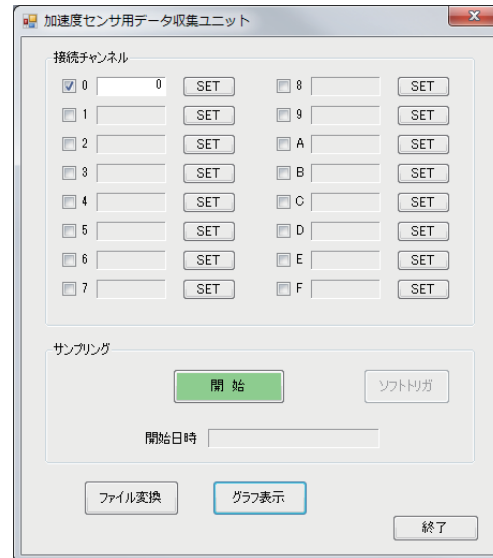 加速度センサ用データ収集ユニット
接続チャンネル
0 0 SET 8 SET
1 SET 9 SET
2 SET A SET
3 SET B SET
4 SET C SET
5 SET D SET
6 SET E SET
7 SET F SET
サンプリング
開 始 ソフトトリガ
開始日時
ファイル変換 グラフ表示
終了